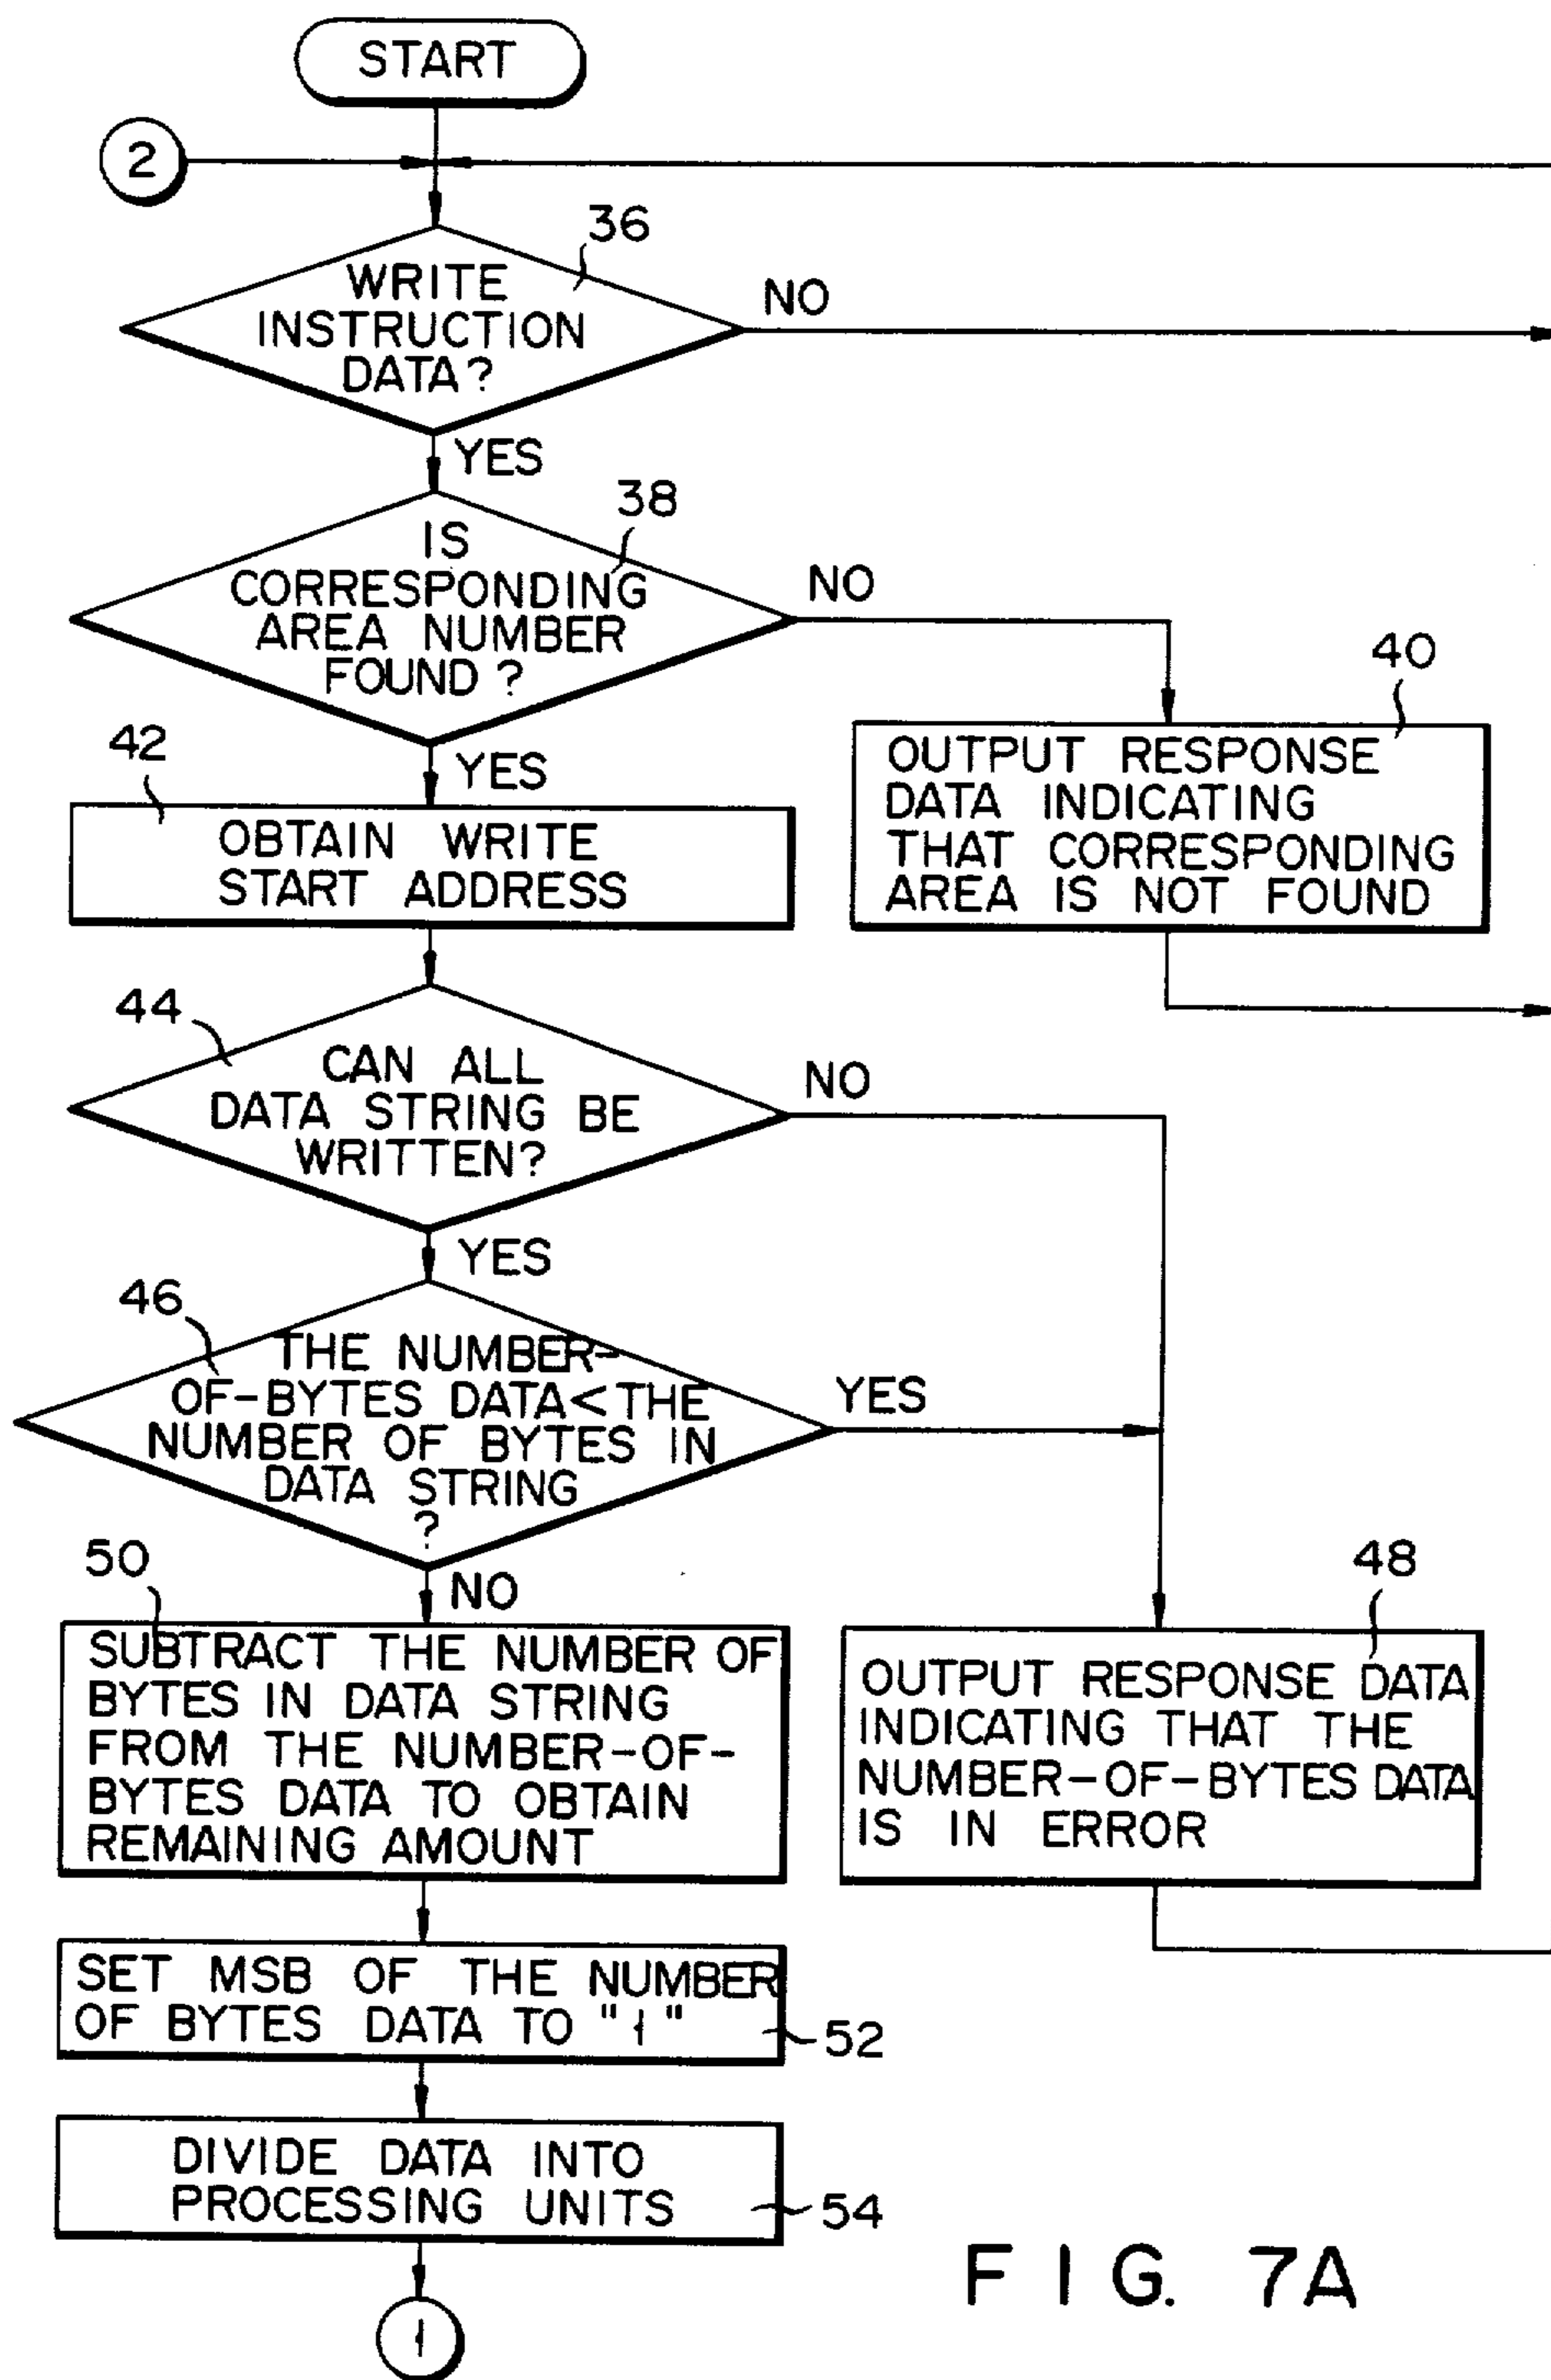 START
2
36
WRITE
INSTRUCTION
DATA?
NO
YES
38
IS
CORRESPONDING
AREA NUMBER
FOUND?
NO
YES
40
OUTPUT RESPONSE
DATA INDICATING
THAT CORRESPONDING
AREA IS NOT FOUND
42
OBTAIN WRITE
START ADDRESS
44
CAN ALL
DATA STRING BE
WRITTEN?
NO
YES
46
THE NUMBER-
OF-BYTES DATA<THE
NUMBER OF BYTES IN
DATA STRING
?
YES
NO
48
OUTPUT RESPONSE DATA
INDICATING THAT THE
NUMBER-OF-BYTES DATA
IS IN ERROR
50
SUBTRACT THE NUMBER OF
BYTES IN DATA STRING
FROM THE NUMBER-OF-
BYTES DATA TO OBTAIN
REMAINING AMOUNT
SET MSB OF THE NUMBER
OF BYTES DATA TO "1"
52
DIVIDE DATA INTO
PROCESSING UNITS
54
1
FIG. 7A